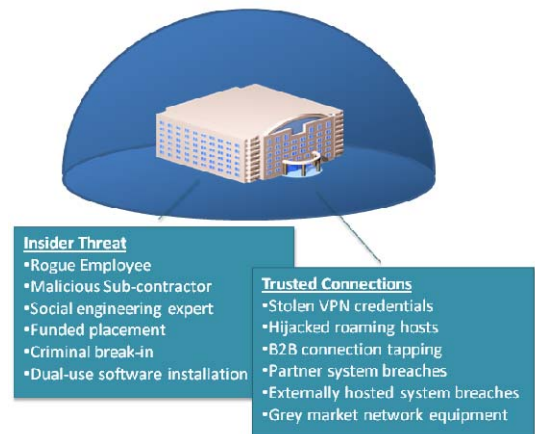 Insider Threat
•Rogue Employee
•Malicious Sub-contractor
•Social engineering expert
•Funded placement
•Criminal break-in
•Dual-use software installation
Trusted Connections
•Stolen VPN credentials
•Hijacked roaming hosts
•B2B connection tapping
•Partner system breaches
•Externally hosted system breaches
•Grey market network equipment